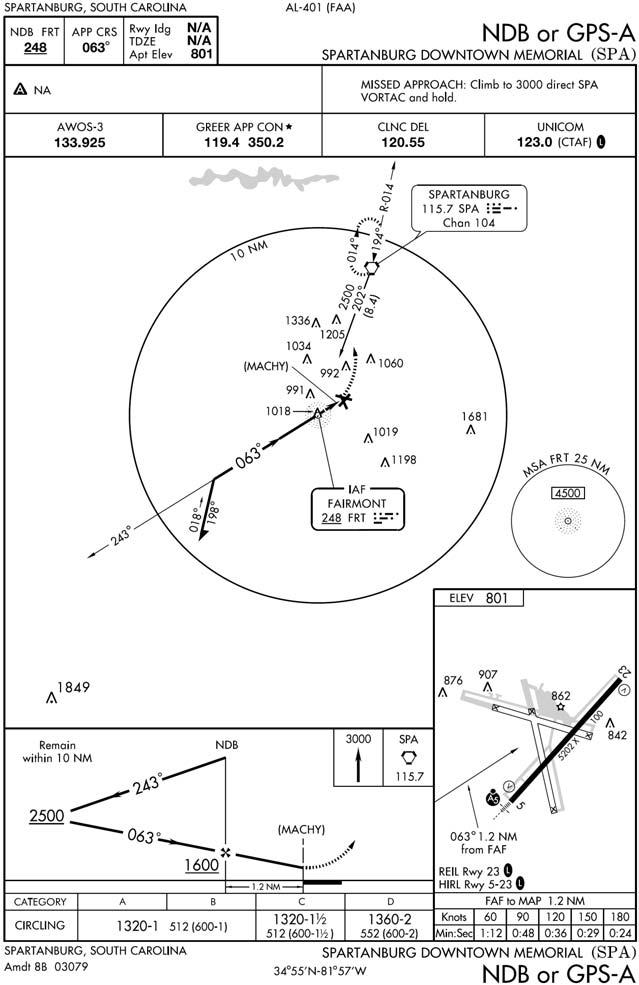 SPARTANBURG, SOUTH CAROLINA
AL-401 (FAA)
NDB FRT
248
APP CRS
063°
Rwy Idg N/A
TDZE N/A
Apt Elev 801
NDB or GPS-A
SPARTANBURG DOWNTOWN MEMORIAL (SPA)
A NA
MISSED APPROACH: Climb to 3000 direct SPA
VORTAC and hold.
AWOS-3
133.925
GREER APP CON★
119.4 350.2
CLNC DEL
120.55
UNICOM
123.0 (CTAF) L
R-014
SPARTANBURG
115.7 SPA
Chan 104
10 NM
014°
194°
2500
202°
(8.4)
1336
1205
1034
(MACHY)
992
1060
991
1018
1681
1019
1198
063°
IAF
FAIRMONT
248 FRT
MSA FRT 25 NM
4500
018°
198°
243°
1849
ELEV 801
23
876
907
862
842
5202 X 100
A5
5
063° 1.2 NM
from FAF
REIL Rwy 23 L
HIRL Rwy 5-23 L
Remain
within 10 NM
NDB
3000
SPA
115.7
243°
2500
063°
(MACHY)
1600
1.2 NM
CATEGORY A B C D
CIRCLING 1320-1 512 (600-1) 1320-1½ 512 (600-1½) 1360-2 552 (600-2)
FAF to MAP 1.2 NM
Knots 60 90 120 150 180
Min:Sec 1:12 0:48 0:36 0:29 0:24
SPARTANBURG, SOUTH CAROLINA
Amdt 8B 03079
34°55'N-81°57'W
SPARTANBURG DOWNTOWN MEMORIAL (SPA)
NDB or GPS-A